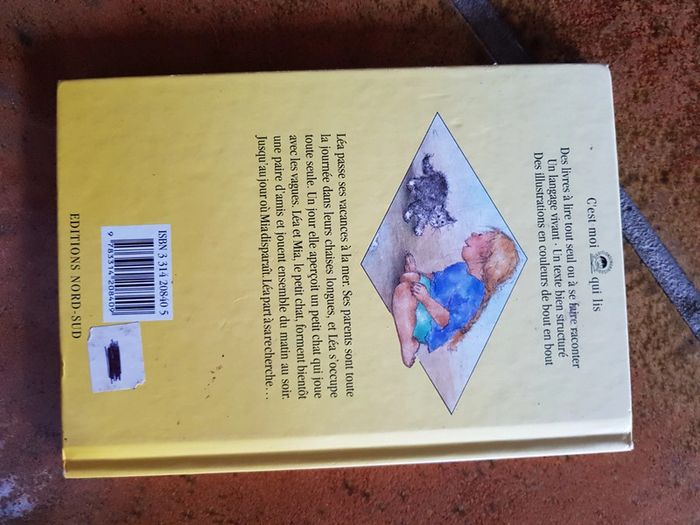 C'est moi qui lis
Des livres à lire tout seul ou à se faire raconter
Un langage vivant · Un texte bien structuré
Des illustrations en couleurs de bout en bout
Léa passe ses vacances à la mer. Ses parents sont toute
la journée dans leurs chaises longues, et Léa s'occupe
toute seule. Un jour elle aperçoit un petit chat qui joue
avec les vagues. Léa et Mia, le petit chat, forment bientôt
une paire d'amis et jouent ensemble du matin au soir.
Jusqu'au jour où Mia disparaît. Léa part à sa recherche…
ISBN 3 314 20840 5
9 783314 208409
EDITIONS NORD-SUD